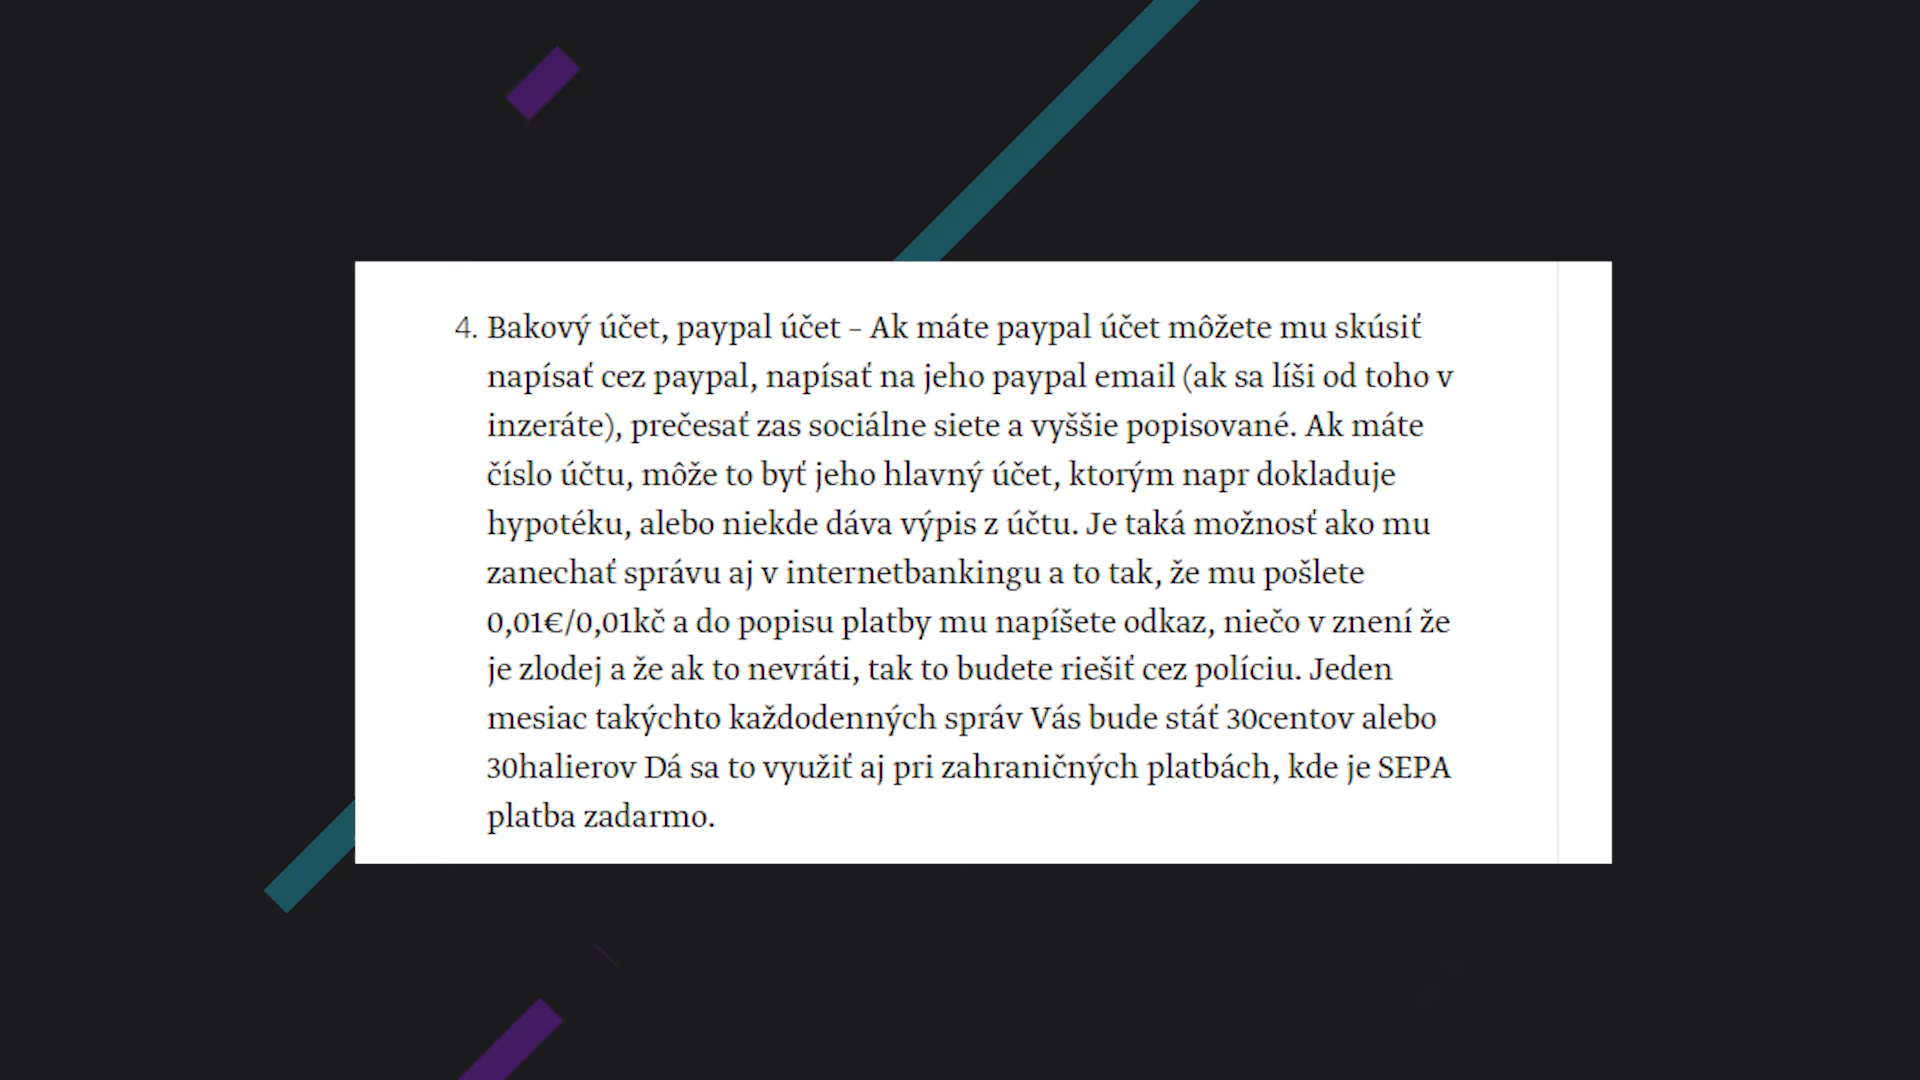 4. Bakový účet, paypal účet – Ak máte paypal účet môžete mu skúsiť
napísať cez paypal, napísať na jeho paypal email (ak sa líši od toho v
inzeráte), prečesať zas sociálne siete a vyššie popisované. Ak máte
číslo účtu, môže to byť jeho hlavný účet, ktorým napr dokladuje
hypotéku, alebo niekde dáva výpis z účtu. Je taká možnosť ako mu
zanechať správu aj v internetbankingu a to tak, že mu pošlete
0,01€/0,01kč a do popisu platby mu napíšete odkaz, niečo v znení že
je zlodej a že ak to nevráti, tak to budete riešiť cez políciu. Jeden
mesiac takýchto každodenných správ Vás bude stáť 30centov alebo
30halierov Dá sa to využiť aj pri zahraničných platbách, kde je SEPA
platba zadarmo.